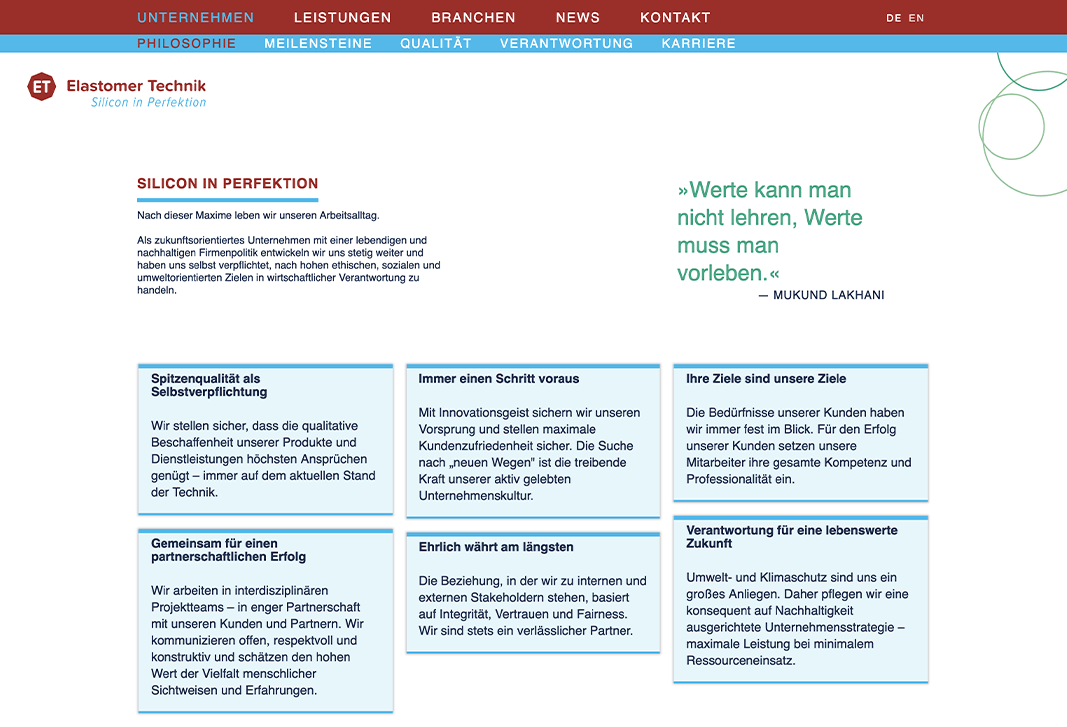 UNTERNEHMEN LEISTUNGEN BRANCHEN NEWS KONTAKT DE EN
PHILOSOPHIE MEILENSTEINE QUALITÄT VERANTWORTUNG KARRIERE
ET Elastomer Technik
Silicon in Perfektion
SILICON IN PERFEKTION
Nach dieser Maxime leben wir unseren Arbeitsalltag.
Als zukunftsorientiertes Unternehmen mit einer lebendigen und
nachhaltigen Firmenpolitik entwickeln wir uns stetig weiter und
haben uns selbst verpflichtet, nach hohen ethischen, sozialen und
umweltorientierten Zielen in wirtschaftlicher Verantwortung zu
handeln.
»Werte kann man
nicht lehren, Werte
muss man
vorleben.«
— MUKUND LAKHANI
Spitzenqualität als
Selbstverpflichtung
Wir stellen sicher, dass die qualitative
Beschaffenheit unserer Produkte und
Dienstleistungen höchsten Ansprüchen
genügt – immer auf dem aktuellen Stand
der Technik.
Gemeinsam für einen
partnerschaftlichen Erfolg
Wir arbeiten in interdisziplinären
Projektteams – in enger Partnerschaft
mit unseren Kunden und Partnern. Wir
kommunizieren offen, respektvoll und
konstruktiv und schätzen den hohen
Wert der Vielfalt menschlicher
Sichtweisen und Erfahrungen.
Immer einen Schritt voraus
Mit Innovationsgeist sichern wir unseren
Vorsprung und stellen maximale
Kundenzufriedenheit sicher. Die Suche
nach „neuen Wegen" ist die treibende
Kraft unserer aktiv gelebten
Unternehmenskultur.
Ehrlich währt am längsten
Die Beziehung, in der wir zu internen und
externen Stakeholdern stehen, basiert
auf Integrität, Vertrauen und Fairness.
Wir sind stets ein verlässlicher Partner.
Ihre Ziele sind unsere Ziele
Die Bedürfnisse unserer Kunden haben
wir immer fest im Blick. Für den Erfolg
unserer Kunden setzen unsere
Mitarbeiter ihre gesamte Kompetenz und
Professionalität ein.
Verantwortung für eine lebenswerte
Zukunft
Umwelt- und Klimaschutz sind uns ein
großes Anliegen. Daher pflegen wir eine
konsequent auf Nachhaltigkeit
ausgerichtete Unternehmensstrategie –
maximale Leistung bei minimalem
Ressourceneinsatz.